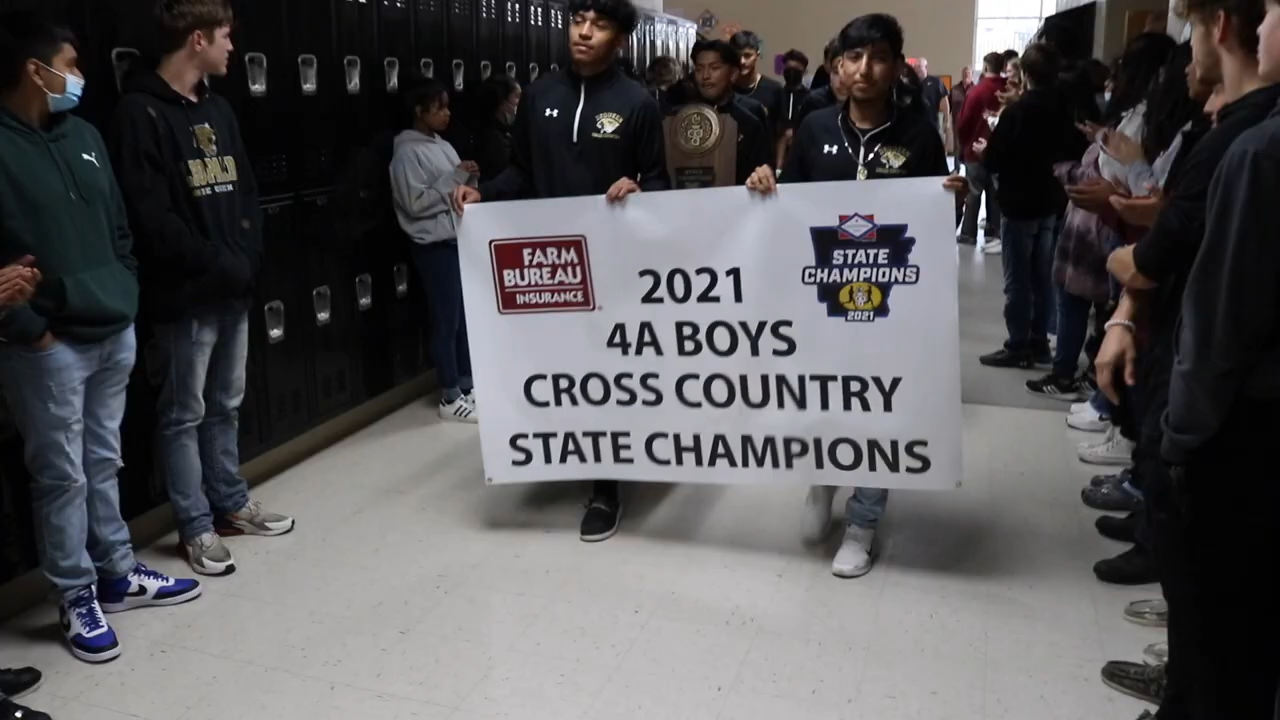 FARM
BUREAU
INSURANCE
2021
4A BOYS
CROSS COUNTRY
STATE CHAMPIONS
STATE
CHAMPIONS
2021